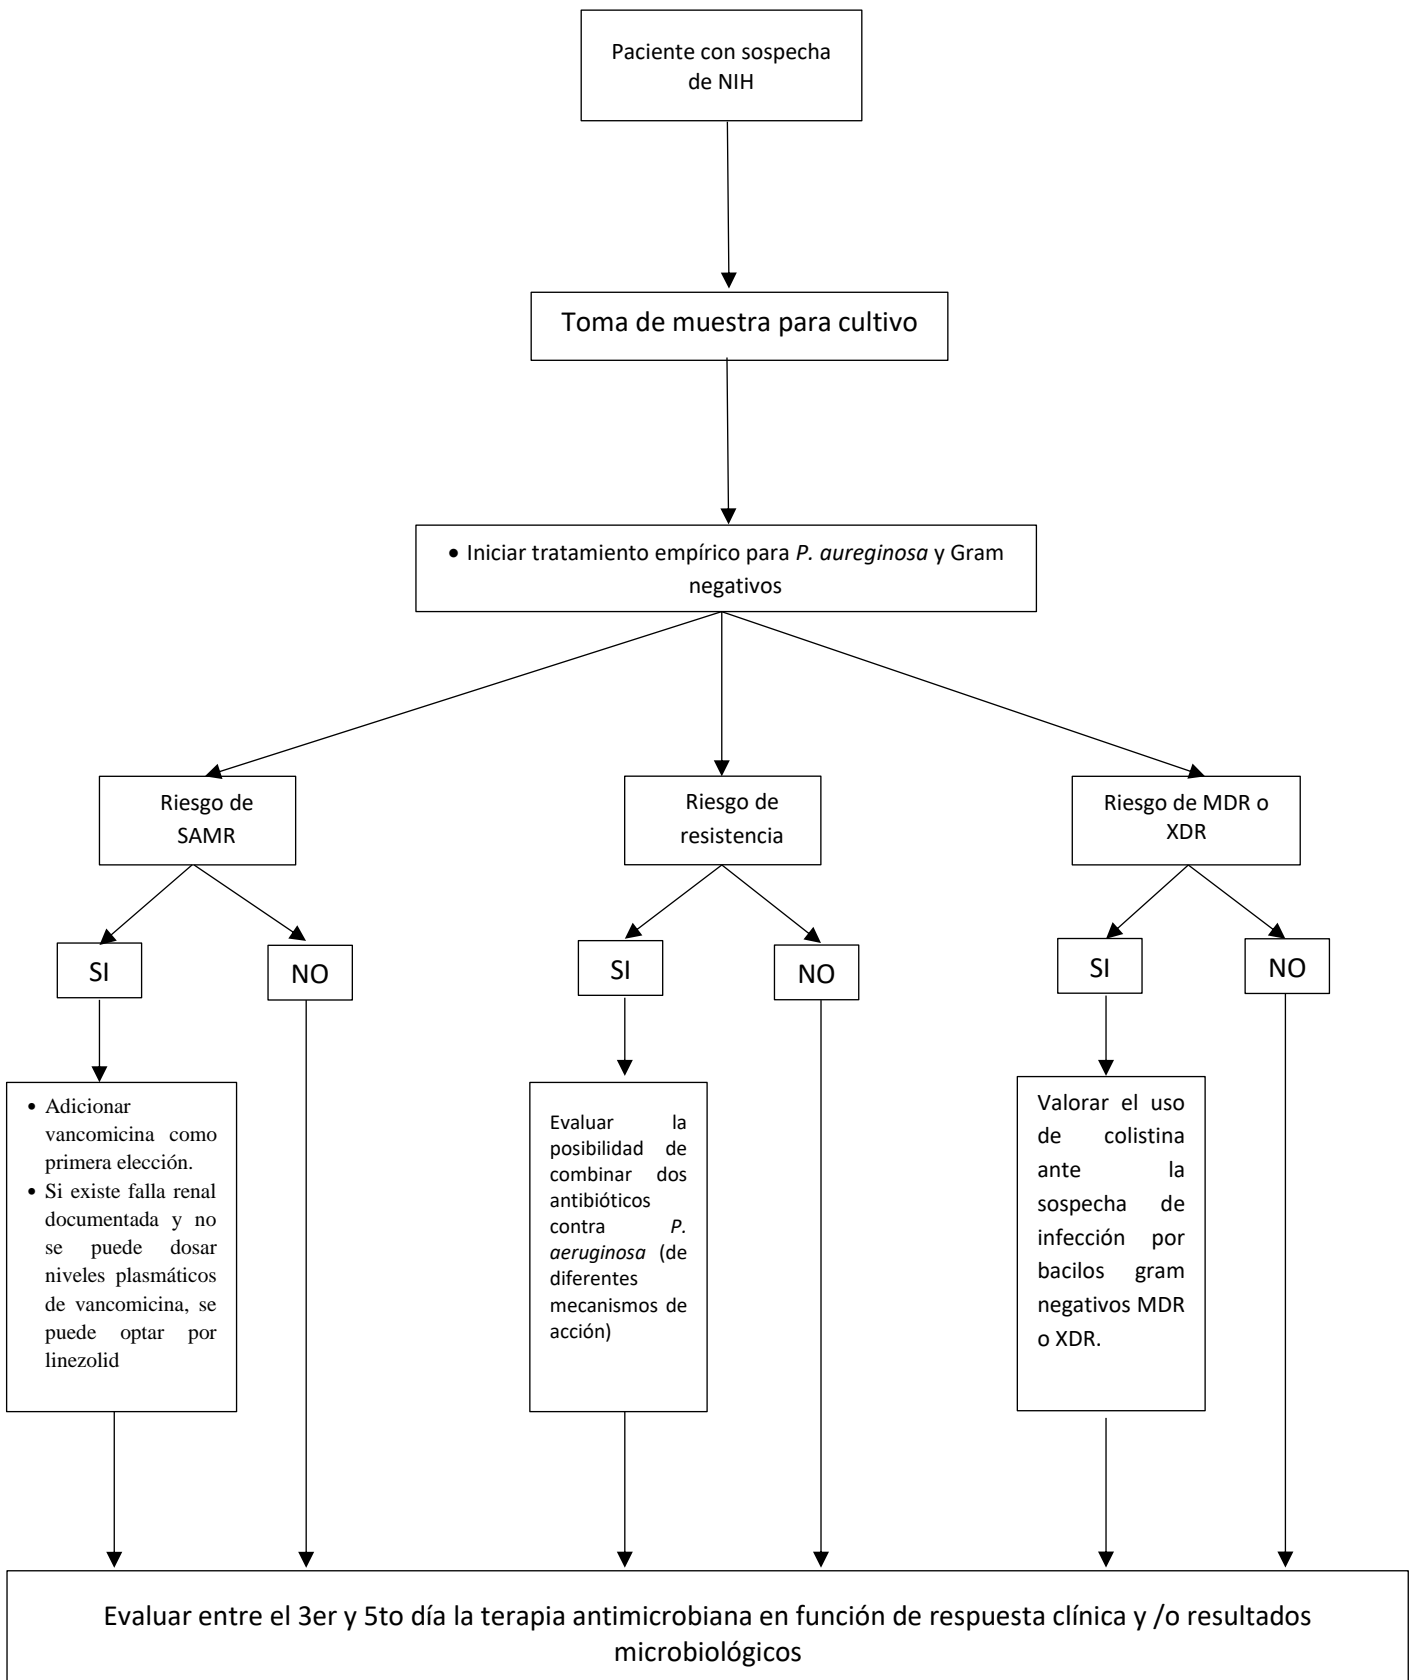 Paciente con sospecha
de NIH
Toma de muestra para cultivo
• Iniciar tratamiento empírico para P. aureginosa y Gram
negativos
Riesgo de
SAMR
Riesgo de
resistencia
Riesgo de MDR o
XDR
SI
NO
SI
NO
SI
NO
• Adicionar
vancomicina como
primera elección.
• Si existe falla renal
documentada y no
se puede dosar
niveles plasmáticos
de vancomicina, se
puede optar por
linezolid
Evaluar la
posibilidad de
combinar dos
antibióticos
contra P.
aeruginosa (de
diferentes
mecanismos de
acción)
Valorar el uso
de colistina
ante la
sospecha de
infección por
bacilos gram
negativos MDR
o XDR.
Evaluar entre el 3er y 5to día la terapia antimicrobiana en función de respuesta clínica y /o resultados
microbiológicos